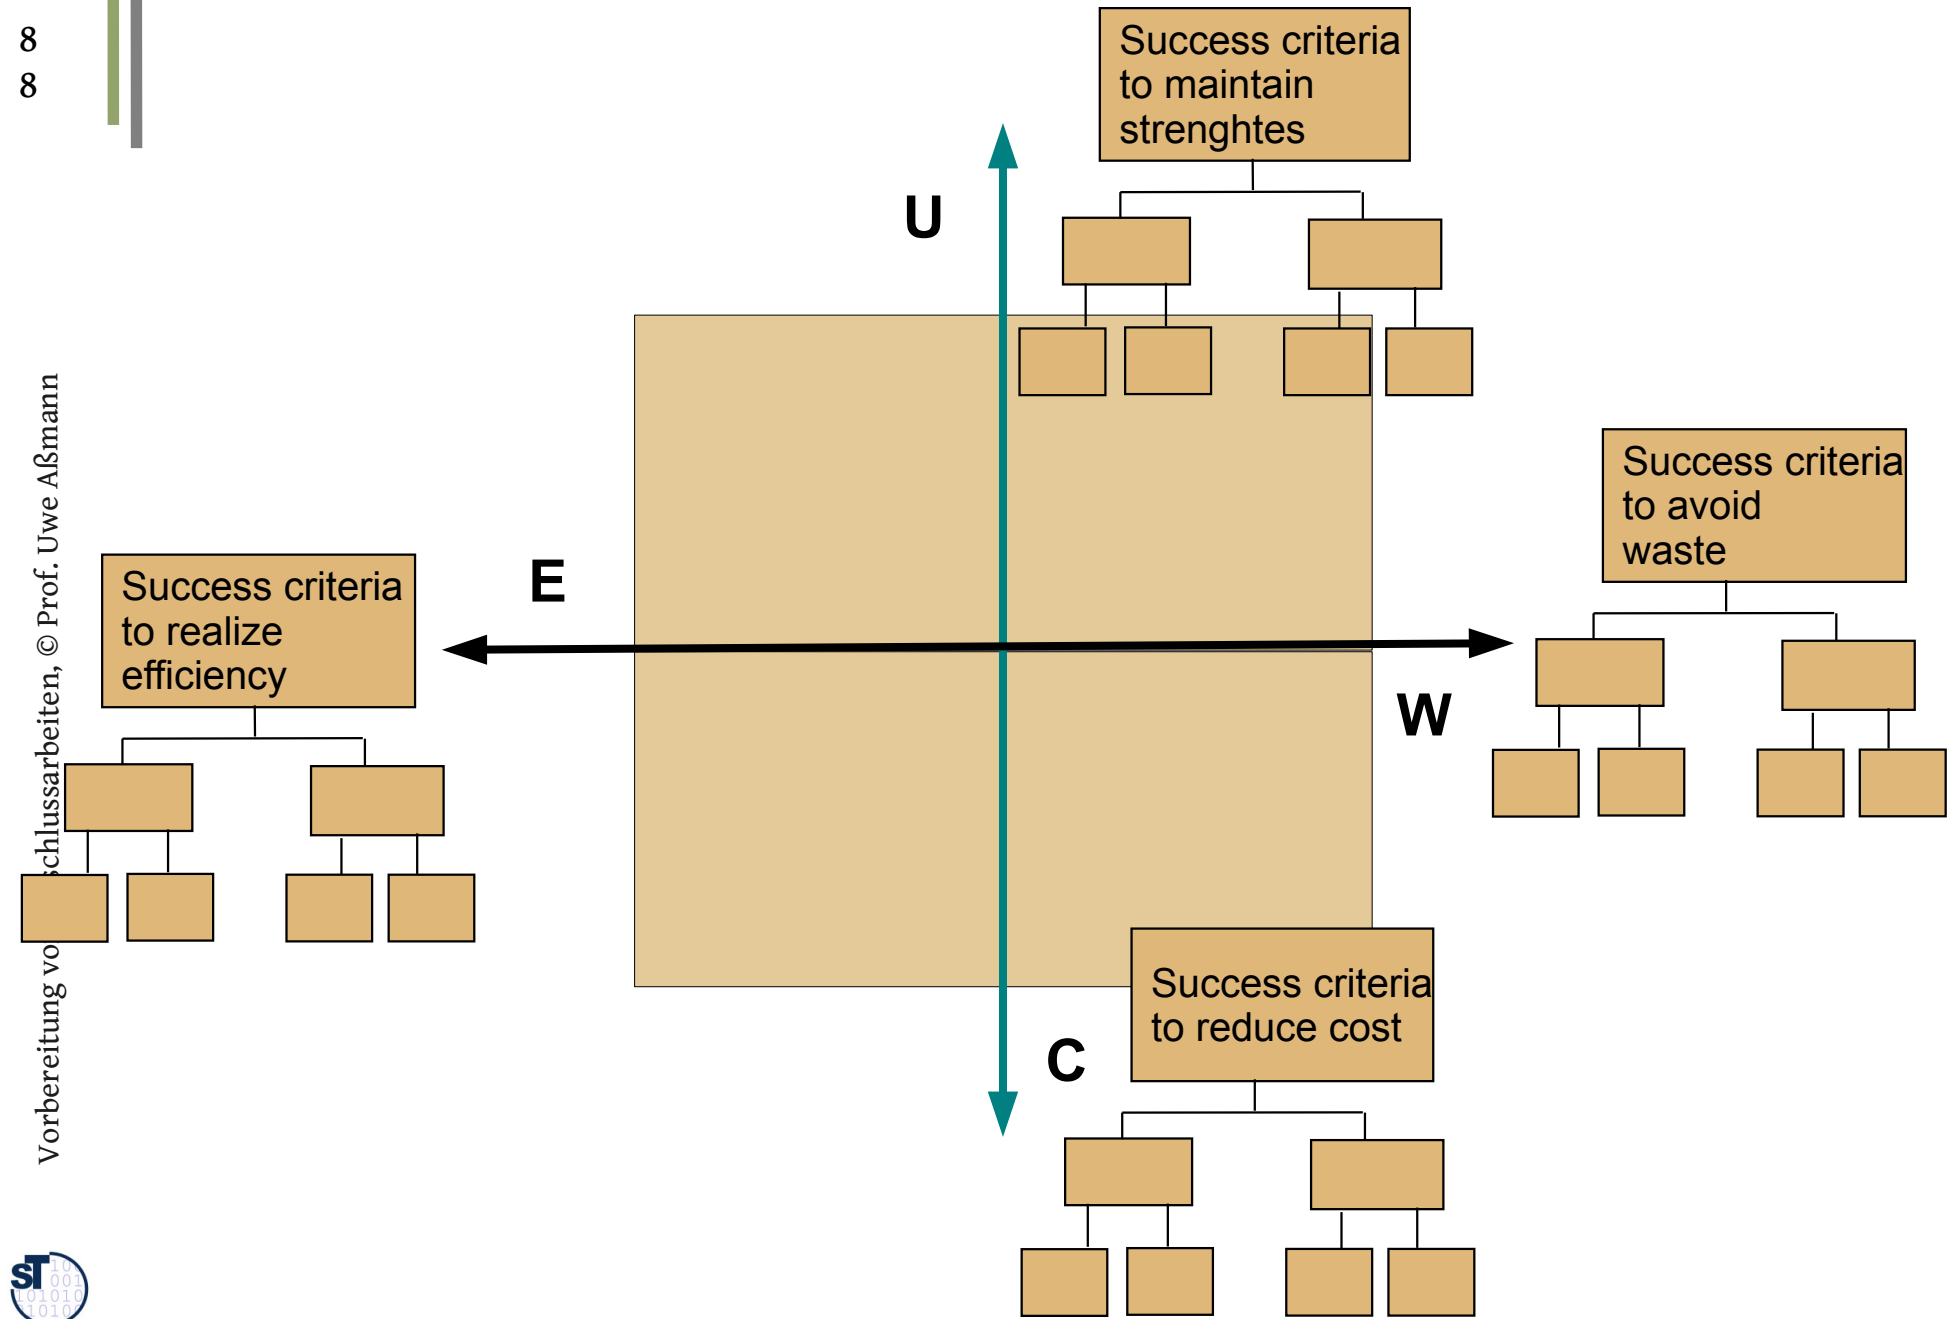 8
8
Success criteria
to maintain
strenghtes
U
Success criteria
to avoid
waste
E
Success criteria
to realize
efficiency
W
Success criteria
to reduce cost
C
Vorbereitung vo schlussarbeiten, © Prof. Uwe Aßmann
ST